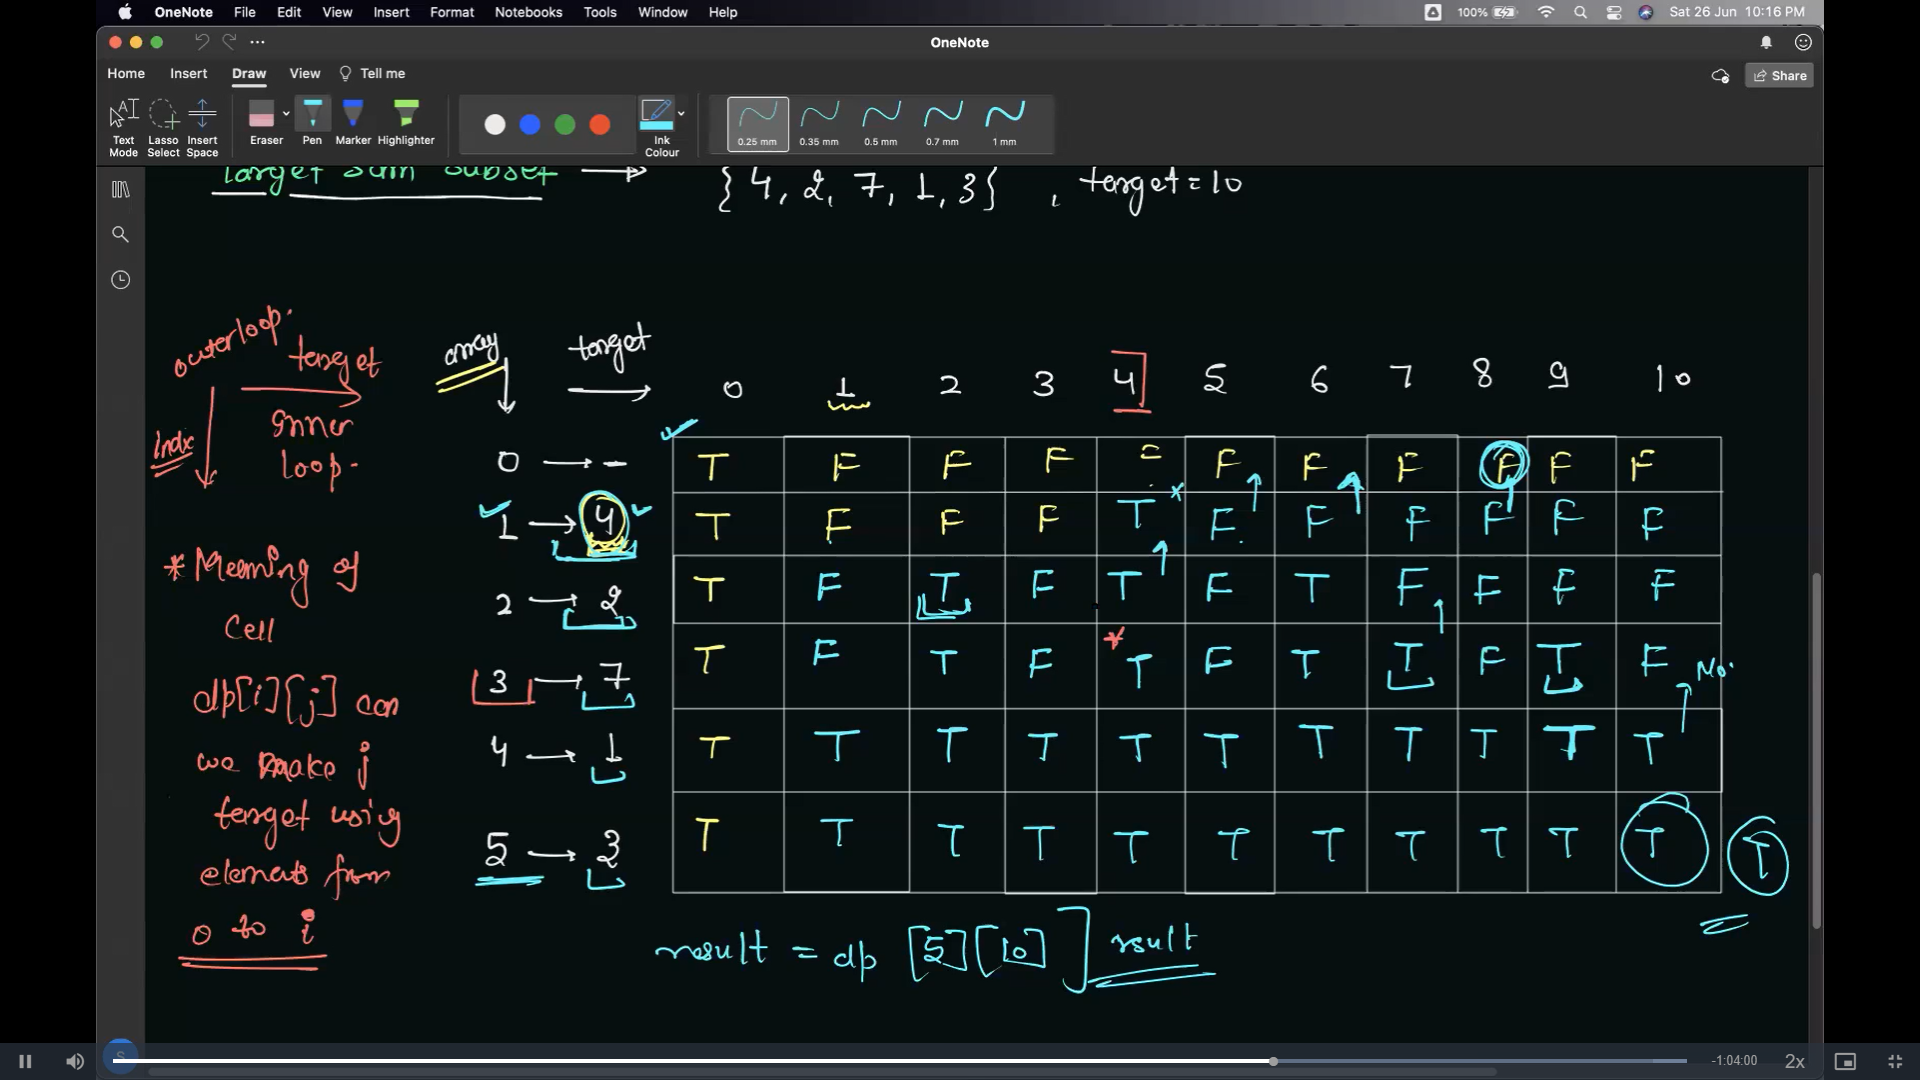 OneNote File Edit View Insert Format Notebooks Tools Window Help 100% Sat 26 Jun 10:16 PM
OneNote
Home Insert Draw View Tell me Share
Text Mode Lasso Select Insert Space Eraser Pen Marker Highlighter Ink Colour 0.25 mm 0.35 mm 0.5 mm 0.7 mm 1 mm
Target sum subset → {4, 2, 7, 1, 3} , target = 10
outerloop.
target
Inner
loop.
array target 0 1 2 3 4 5 6 7 8 9 10
0 → - T F F F F F F F F F
1 → 4 T F F F T F F F F F F
2 → 2 T F T F T F T F F F F
3 → 7 T F T F T F T T F T F No.
4 → 1 T T T T T T T T T T T
5 → 3 T T T T T T T T T T T T
* Meaning of
Cell
dp[i][j] can
we make j
target using
elements from
0 to i
result = dp [5][10] ] result
S
-1:04:00 2x